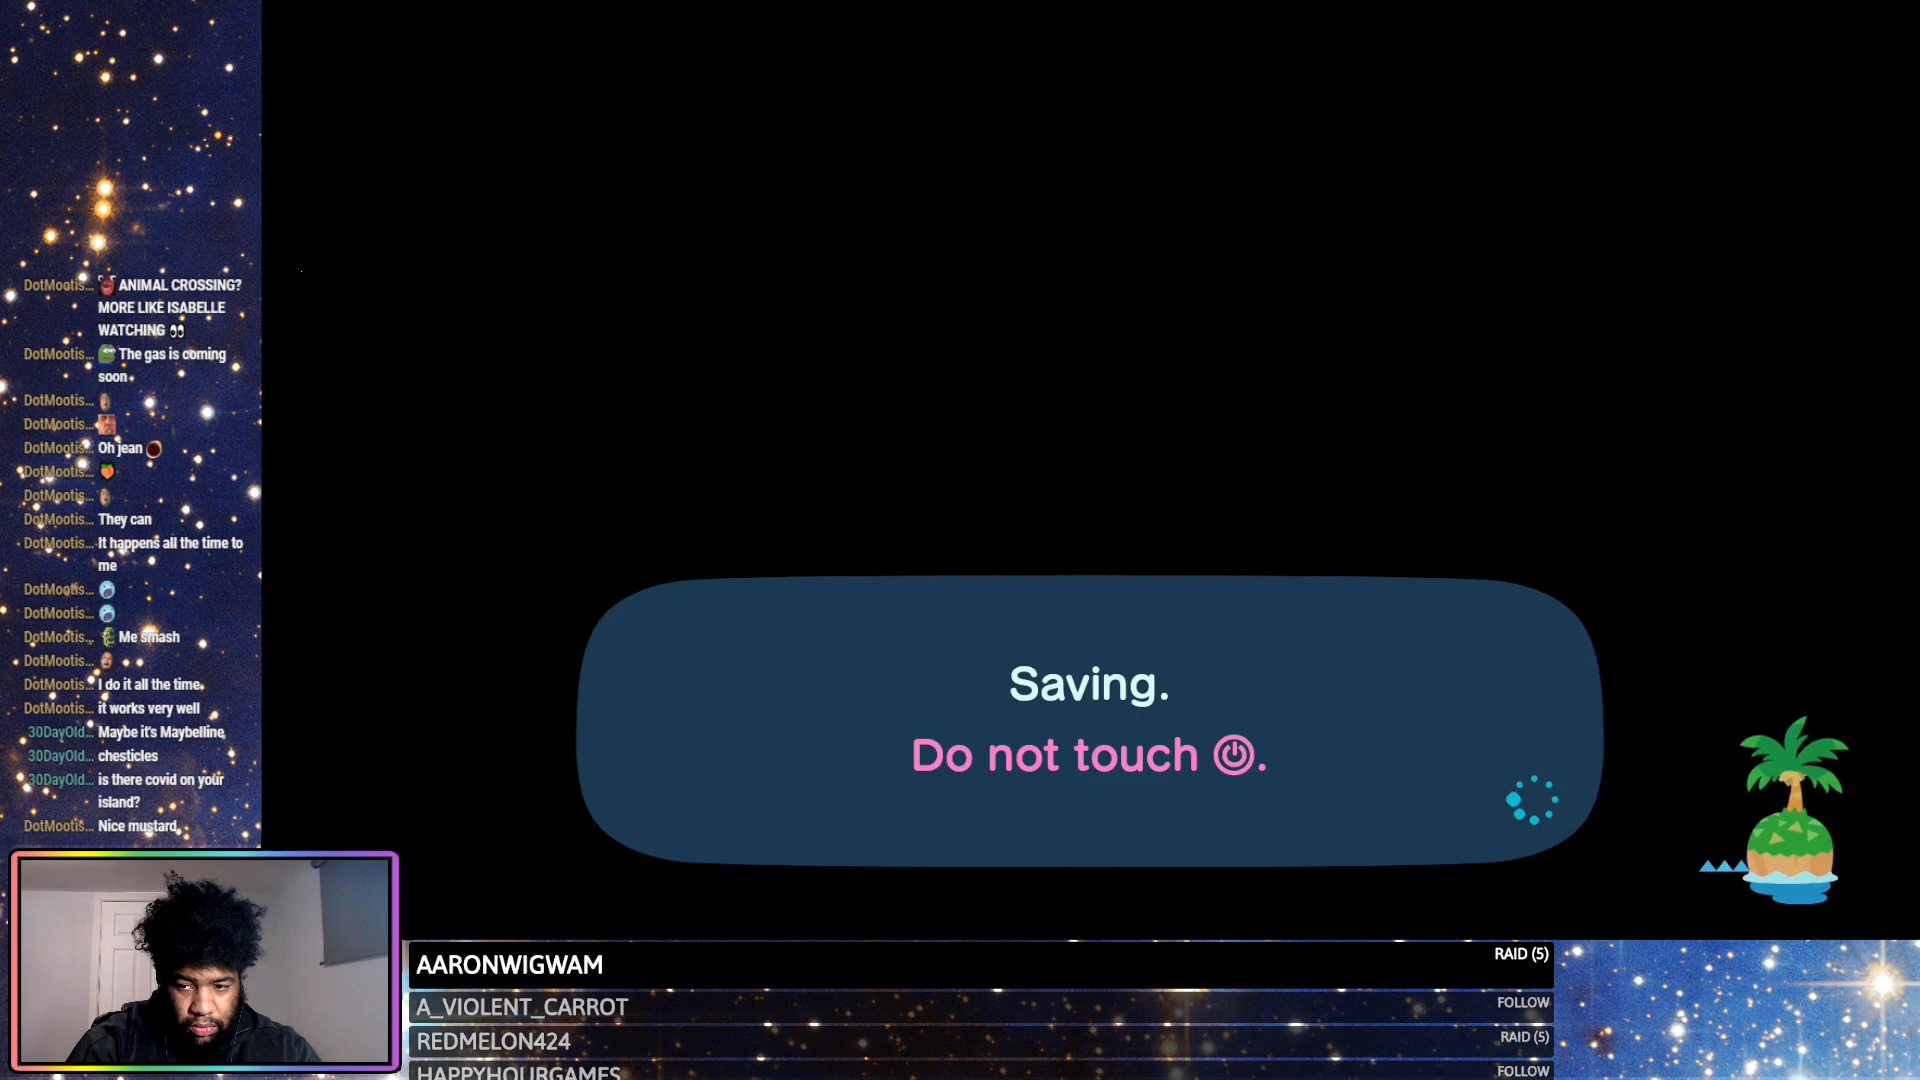 DotMootis... ANIMAL CROSSING?
MORE LIKE ISABELLE
WATCHING 👀
DotMootis... The gas is coming
soon
DotMootis...
DotMootis...
DotMootis... Oh jean
DotMootis... 🍑
DotMootis...
DotMootis... They can
DotMootis... It happens all the time to
me
DotMootis...
DotMootis...
DotMootis... Me smash
DotMootis...
DotMootis... I do it all the time
DotMootis... it works very well
30DayOld... Maybe it's Maybelline
30DayOld... chesticles
30DayOld... is there covid on your
island?
DotMootis... Nice mustard
Saving.
Do not touch ⏻.
AARONWIGWAM RAID (5)
A_VIOLENT_CARROT FOLLOW
REDMELON424 RAID (5)
HAPPYHOURGAMES FOLLOW